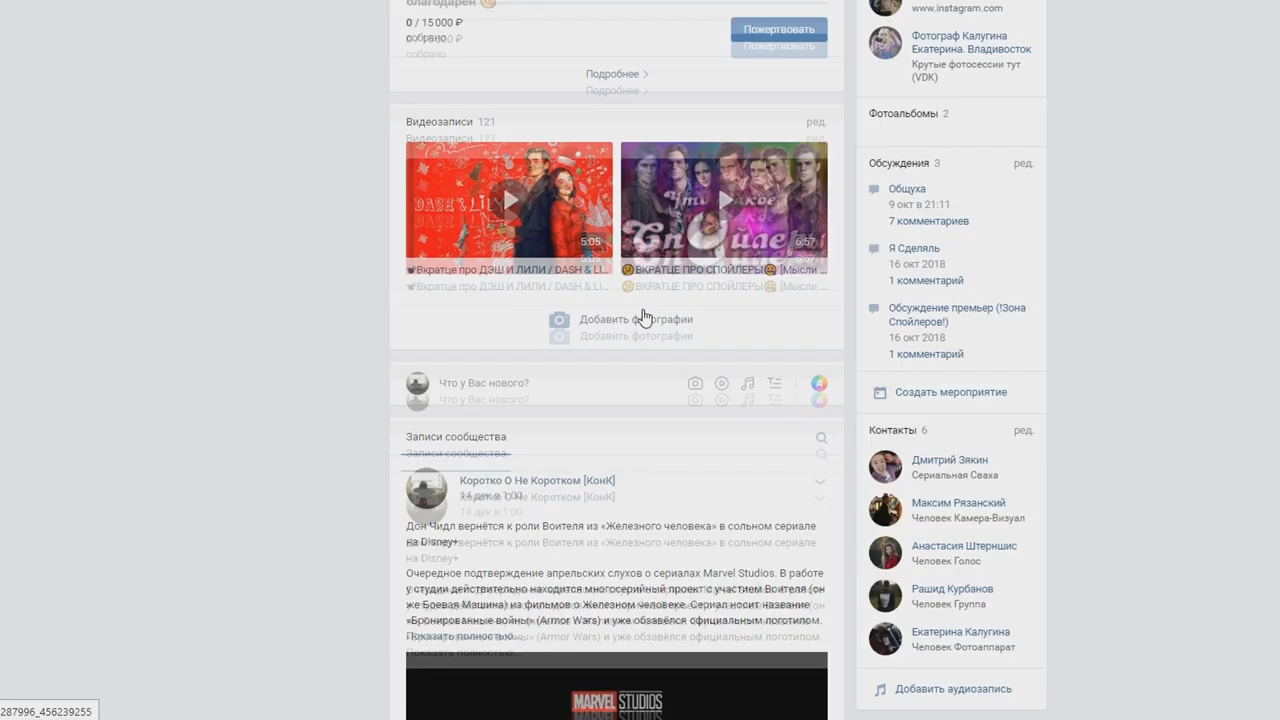 благодарен
0 / 15 000 ₽
собрано
Пожертвовать
Подробнее
Видеозаписи 121
ред.
DASH & LILY
5:05
6:57
Вкратце про ДЭШ И ЛИЛИ / DASH & LI...
ВКРАТЦЕ ПРО СПОЙЛЕРЫ [Мысли ...
Добавить фотографии
Что у Вас нового?
Записи сообщества
Коротко О Не Коротком [КонК]
14 дек в 1:00
Дон Чидл вернётся к роли Воителя из «Железного человека» в сольном сериале
на Disney+
Очередное подтверждение апрельских слухов о сериалах Marvel Studios. В работе
у студии действительно находится многосерийный проект с участием Воителя (он
же Боевая Машина) из фильмов о Железном человеке. Сериал носит название
«Бронированные войны» (Armor Wars) и уже обзавёлся официальным логотипом.
Показать полностью...
MARVEL STUDIOS
www.instagram.com
Фотограф Калугина
Екатерина. Владивосток
Крутые фотосессии тут
(VDK)
Фотоальбомы 2
Обсуждения 3
ред.
Общуха
9 окт в 21:11
7 комментариев
Я Сделяль
16 окт 2018
1 комментарий
Обсуждение премьер (!Зона
Спойлеров!)
16 окт 2018
1 комментарий
Создать мероприятие
Контакты 6
ред.
Дмитрий Зякин
Сериальная Сваха
Максим Рязанский
Человек Камера-Визуал
Анастасия Штерншис
Человек Голос
Рашид Курбанов
Человек Группа
Екатерина Калугина
Человек Фотоаппарат
Добавить аудиозапись
287996_456239255